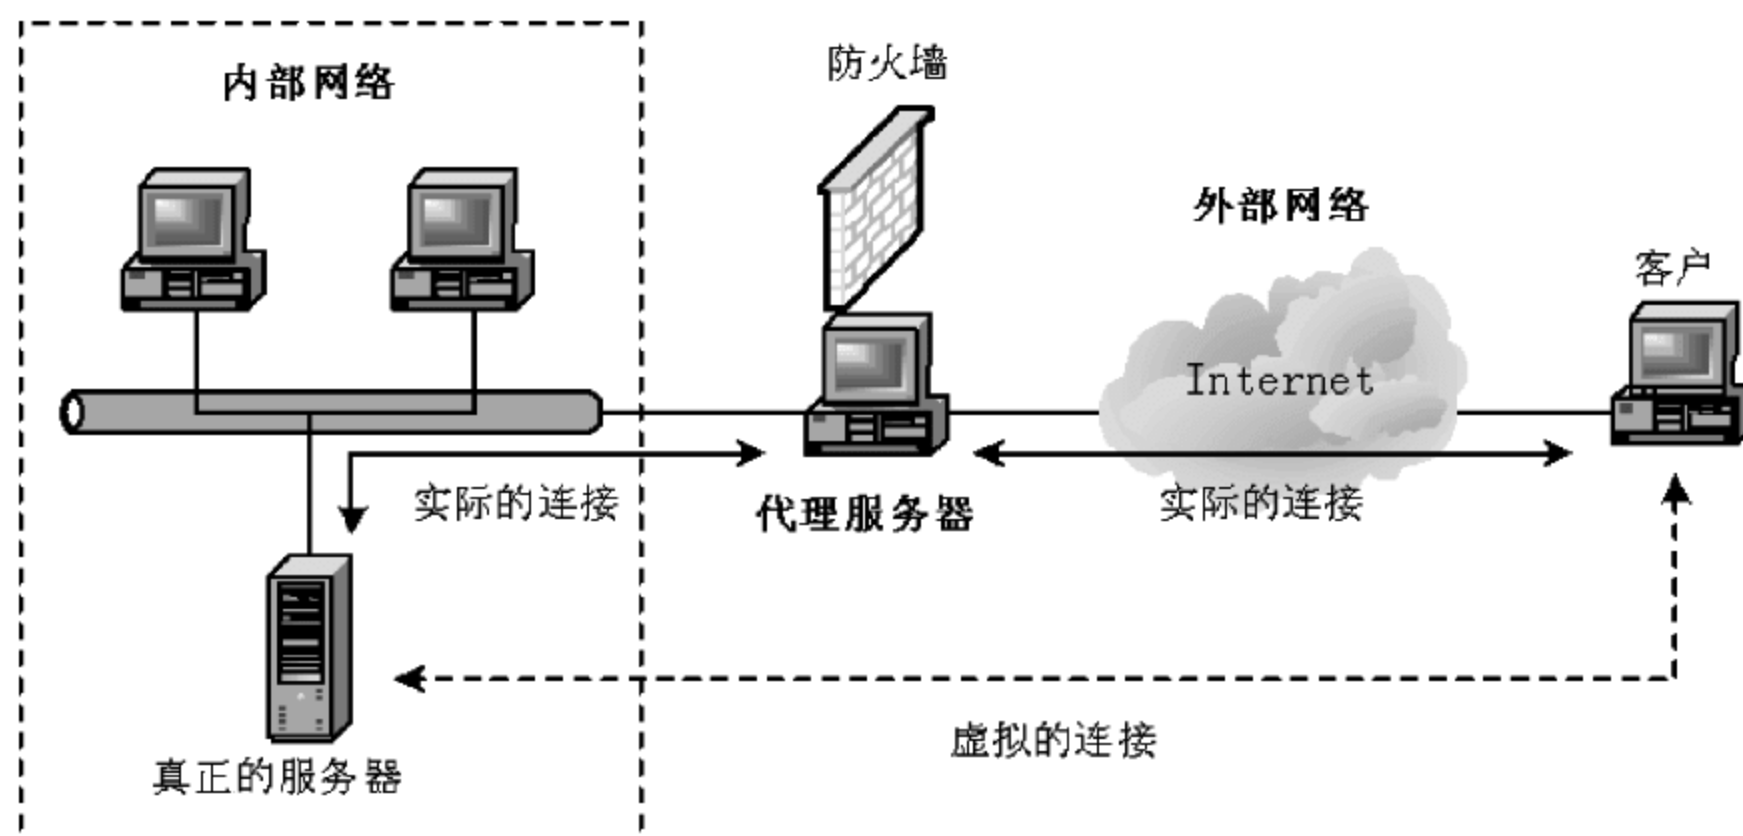 内部网络
防火墙
外部网络
客户
Internet
实际的连接
代理服务器
实际的连接
虚拟的连接
真正的服务器